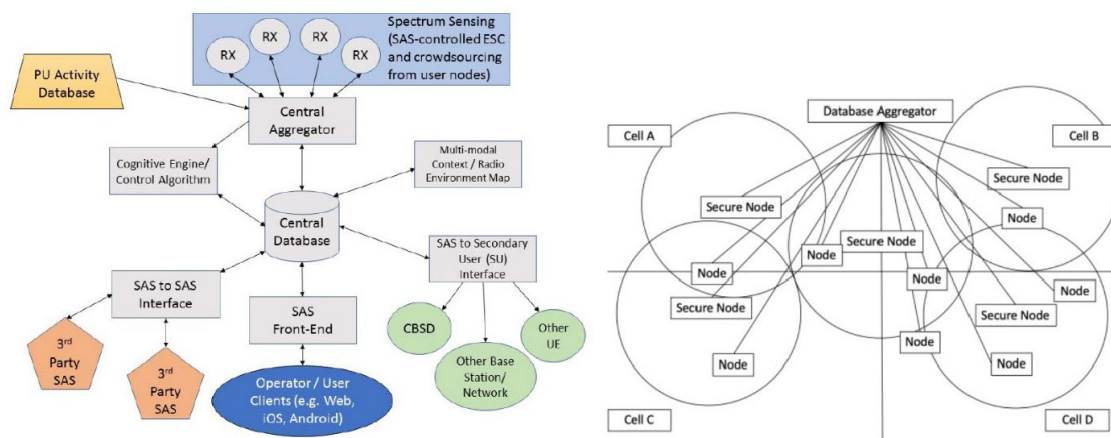 RX
RX
RX
RX
Spectrum Sensing
(SAS-controlled ESC
and crowdsourcing
from user nodes)
PU Activity
Database
Central
Aggregator
Cognitive Engine/
Control Algorithm
Multi-modal
Context / Radio
Environment Map
Central
Database
SAS to SAS
Interface
SAS
Front-End
SAS to Secondary
User (SU)
Interface
3rd
Party
SAS
3rd
Party
SAS
Operator / User
Clients (e.g. Web,
iOS, Android)
CBSD
Other Base
Station/
Network
Other
UE
Database Aggregator
Cell A
Cell B
Secure Node
Secure Node
Node
Secure Node
Node
Node
Node
Node
Secure Node
Secure Node
Node
Node
Node
Cell C
Cell D